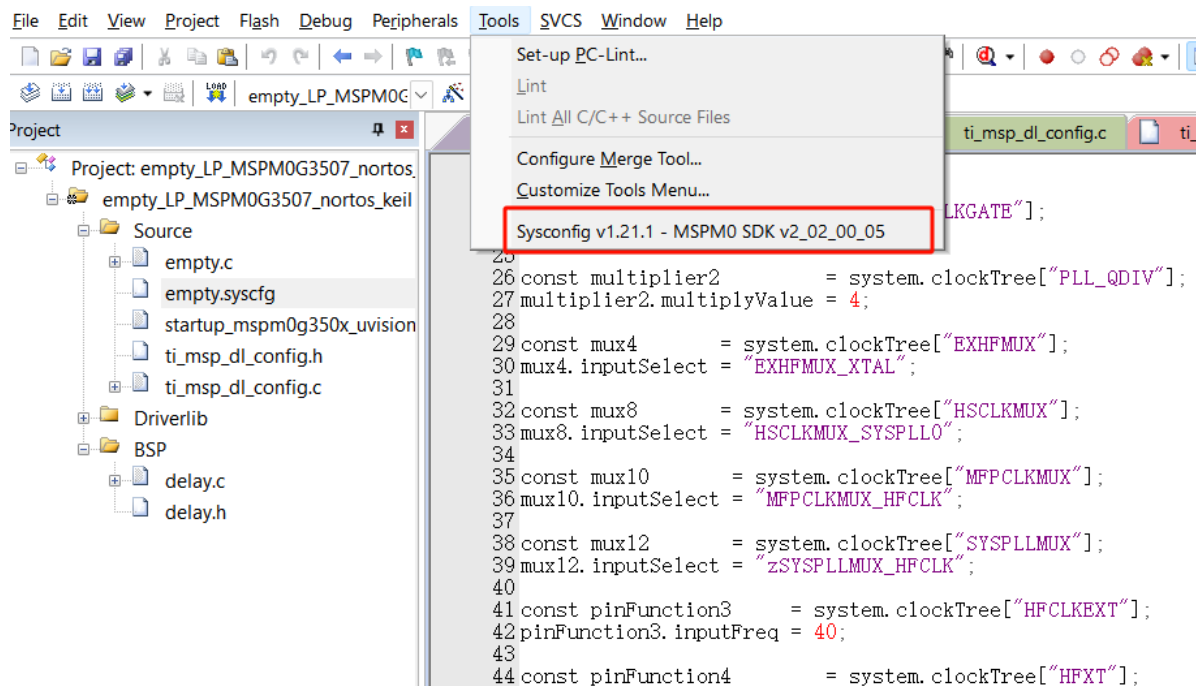 File Edit View Project Flash Debug Peripherals Tools SVCS Window Help
empty_LP_MSPM0G
Project
Project: empty_LP_MSPM0G3507_nortos
empty_LP_MSPM0G3507_nortos_keil
Source
empty.c
empty.syscfg
startup_mspm0g350x_uvision
ti_msp_dl_config.h
ti_msp_dl_config.c
Driverlib
BSP
delay.c
delay.h
Set-up PC-Lint...
Lint
Lint All C/C++ Source Files
Configure Merge Tool...
Customize Tools Menu...
Sysconfig v1.21.1 - MSPM0 SDK v2_02_00_05
ti_msp_dl_config.c
ti_
LKGATE"];
25
26 const multiplier2 = system.clockTree["PLL_QDIV"];
27 multiplier2.multiplyValue = 4;
28
29 const mux4 = system.clockTree["EXHFMUX"];
30 mux4.inputSelect = "EXHFMUX_XTAL";
31
32 const mux8 = system.clockTree["HSCLKMUX"];
33 mux8.inputSelect = "HSCLKMUX_SYSPLL0";
34
35 const mux10 = system.clockTree["MFPCLKMUX"];
36 mux10.inputSelect = "MFPCLKMUX_HFCLK";
37
38 const mux12 = system.clockTree["SYSPLLMUX"];
39 mux12.inputSelect = "zSYSPLLMUX_HFCLK";
40
41 const pinFunction3 = system.clockTree["HFCLKEXT"];
42 pinFunction3.inputFreq = 40;
43
44 const pinFunction4 = system.clockTree["HFXT"];